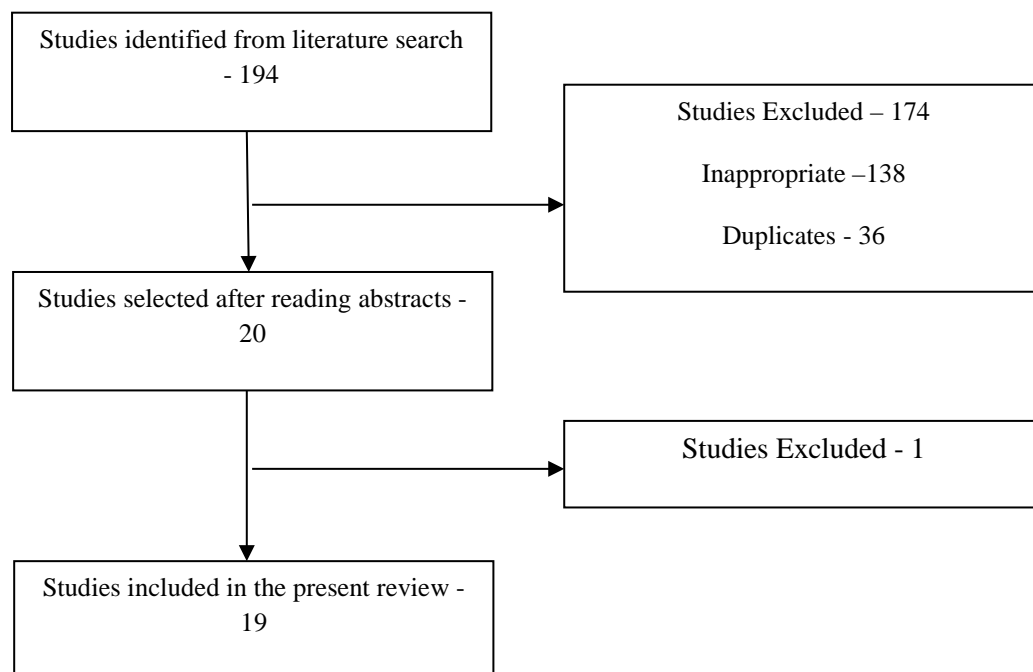 Studies identified from literature search
- 194
Studies Excluded – 174
Inappropriate –138
Duplicates - 36
Studies selected after reading abstracts -
20
Studies Excluded - 1
Studies included in the present review -
19